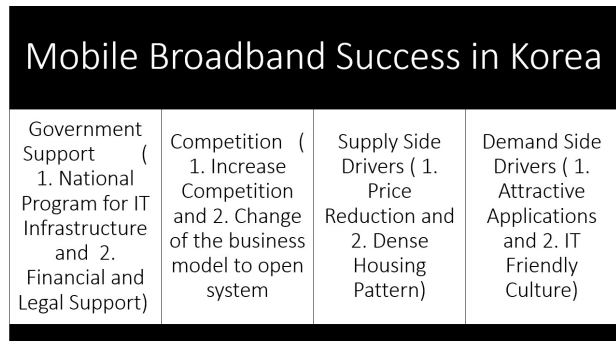 Mobile Broadband Success in Korea
Government
Support (
1. National
Program for IT
Infrastructure
and 2.
Financial and
Legal Support)
Competition (
1. Increase
Competition
and 2. Change
of the business
model to open
system
Supply Side
Drivers ( 1.
Price
Reduction and
2. Dense
Housing
Pattern)
Demand Side
Drivers ( 1.
Attractive
Applications
and 2. IT
Friendly
Culture)